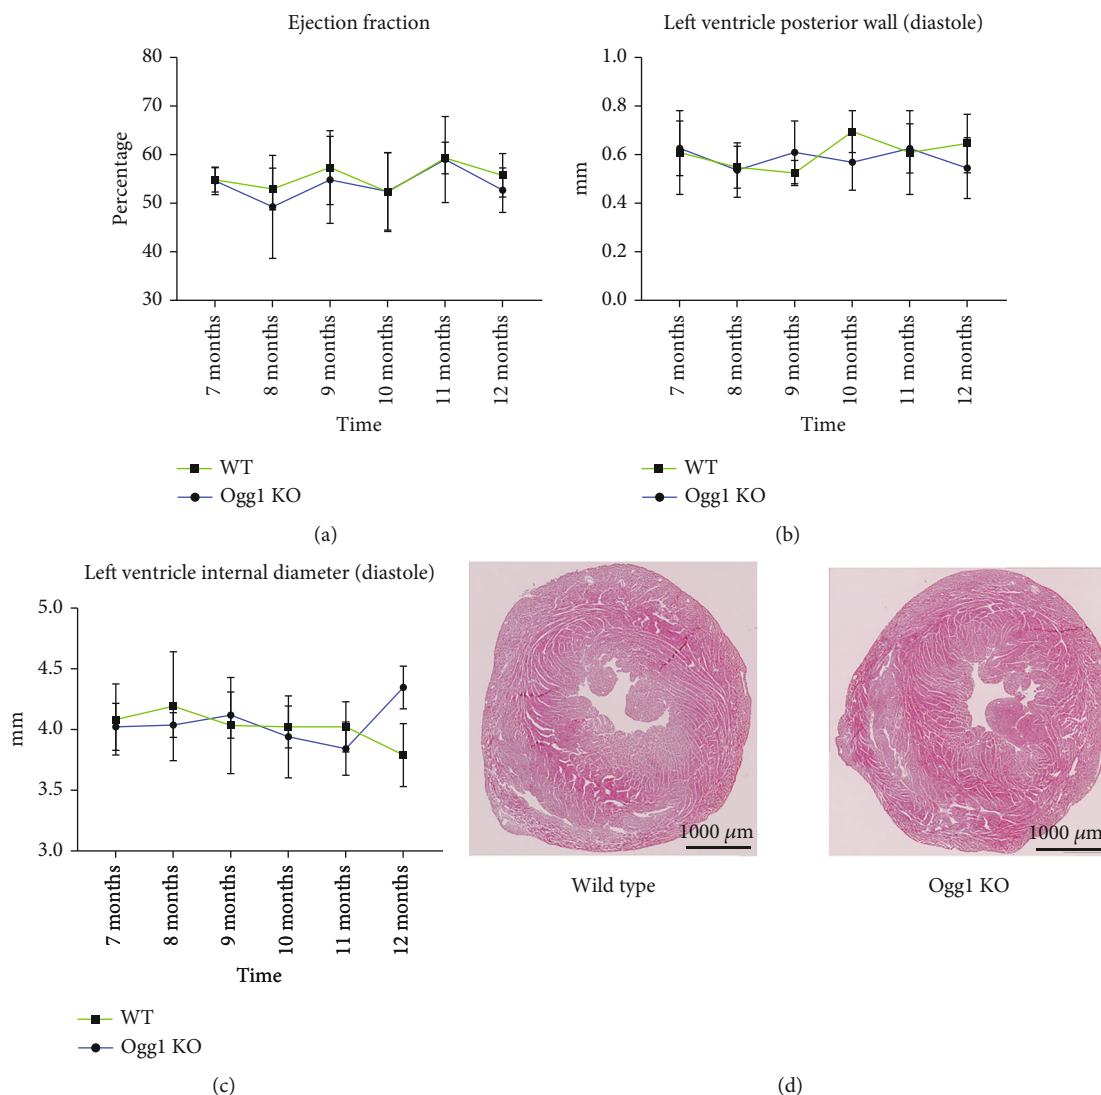 Ejection fraction
80
70
60
50
40
30
Percentage
7 months
8 months
9 months
10 months
11 months
12 months
Time
WT
Ogg1 KO
(a)
Left ventricle posterior wall (diastole)
1.0
0.8
0.6
0.4
0.2
0.0
mm
7 months
8 months
9 months
10 months
11 months
12 months
Time
WT
Ogg1 KO
(b)
Left ventricle internal diameter (diastole)
5.0
4.5
4.0
3.5
3.0
mm
7 months
8 months
9 months
10 months
11 months
12 months
Time
WT
Ogg1 KO
(c)
1000 μm
Wild type
1000 μm
Ogg1 KO
(d)